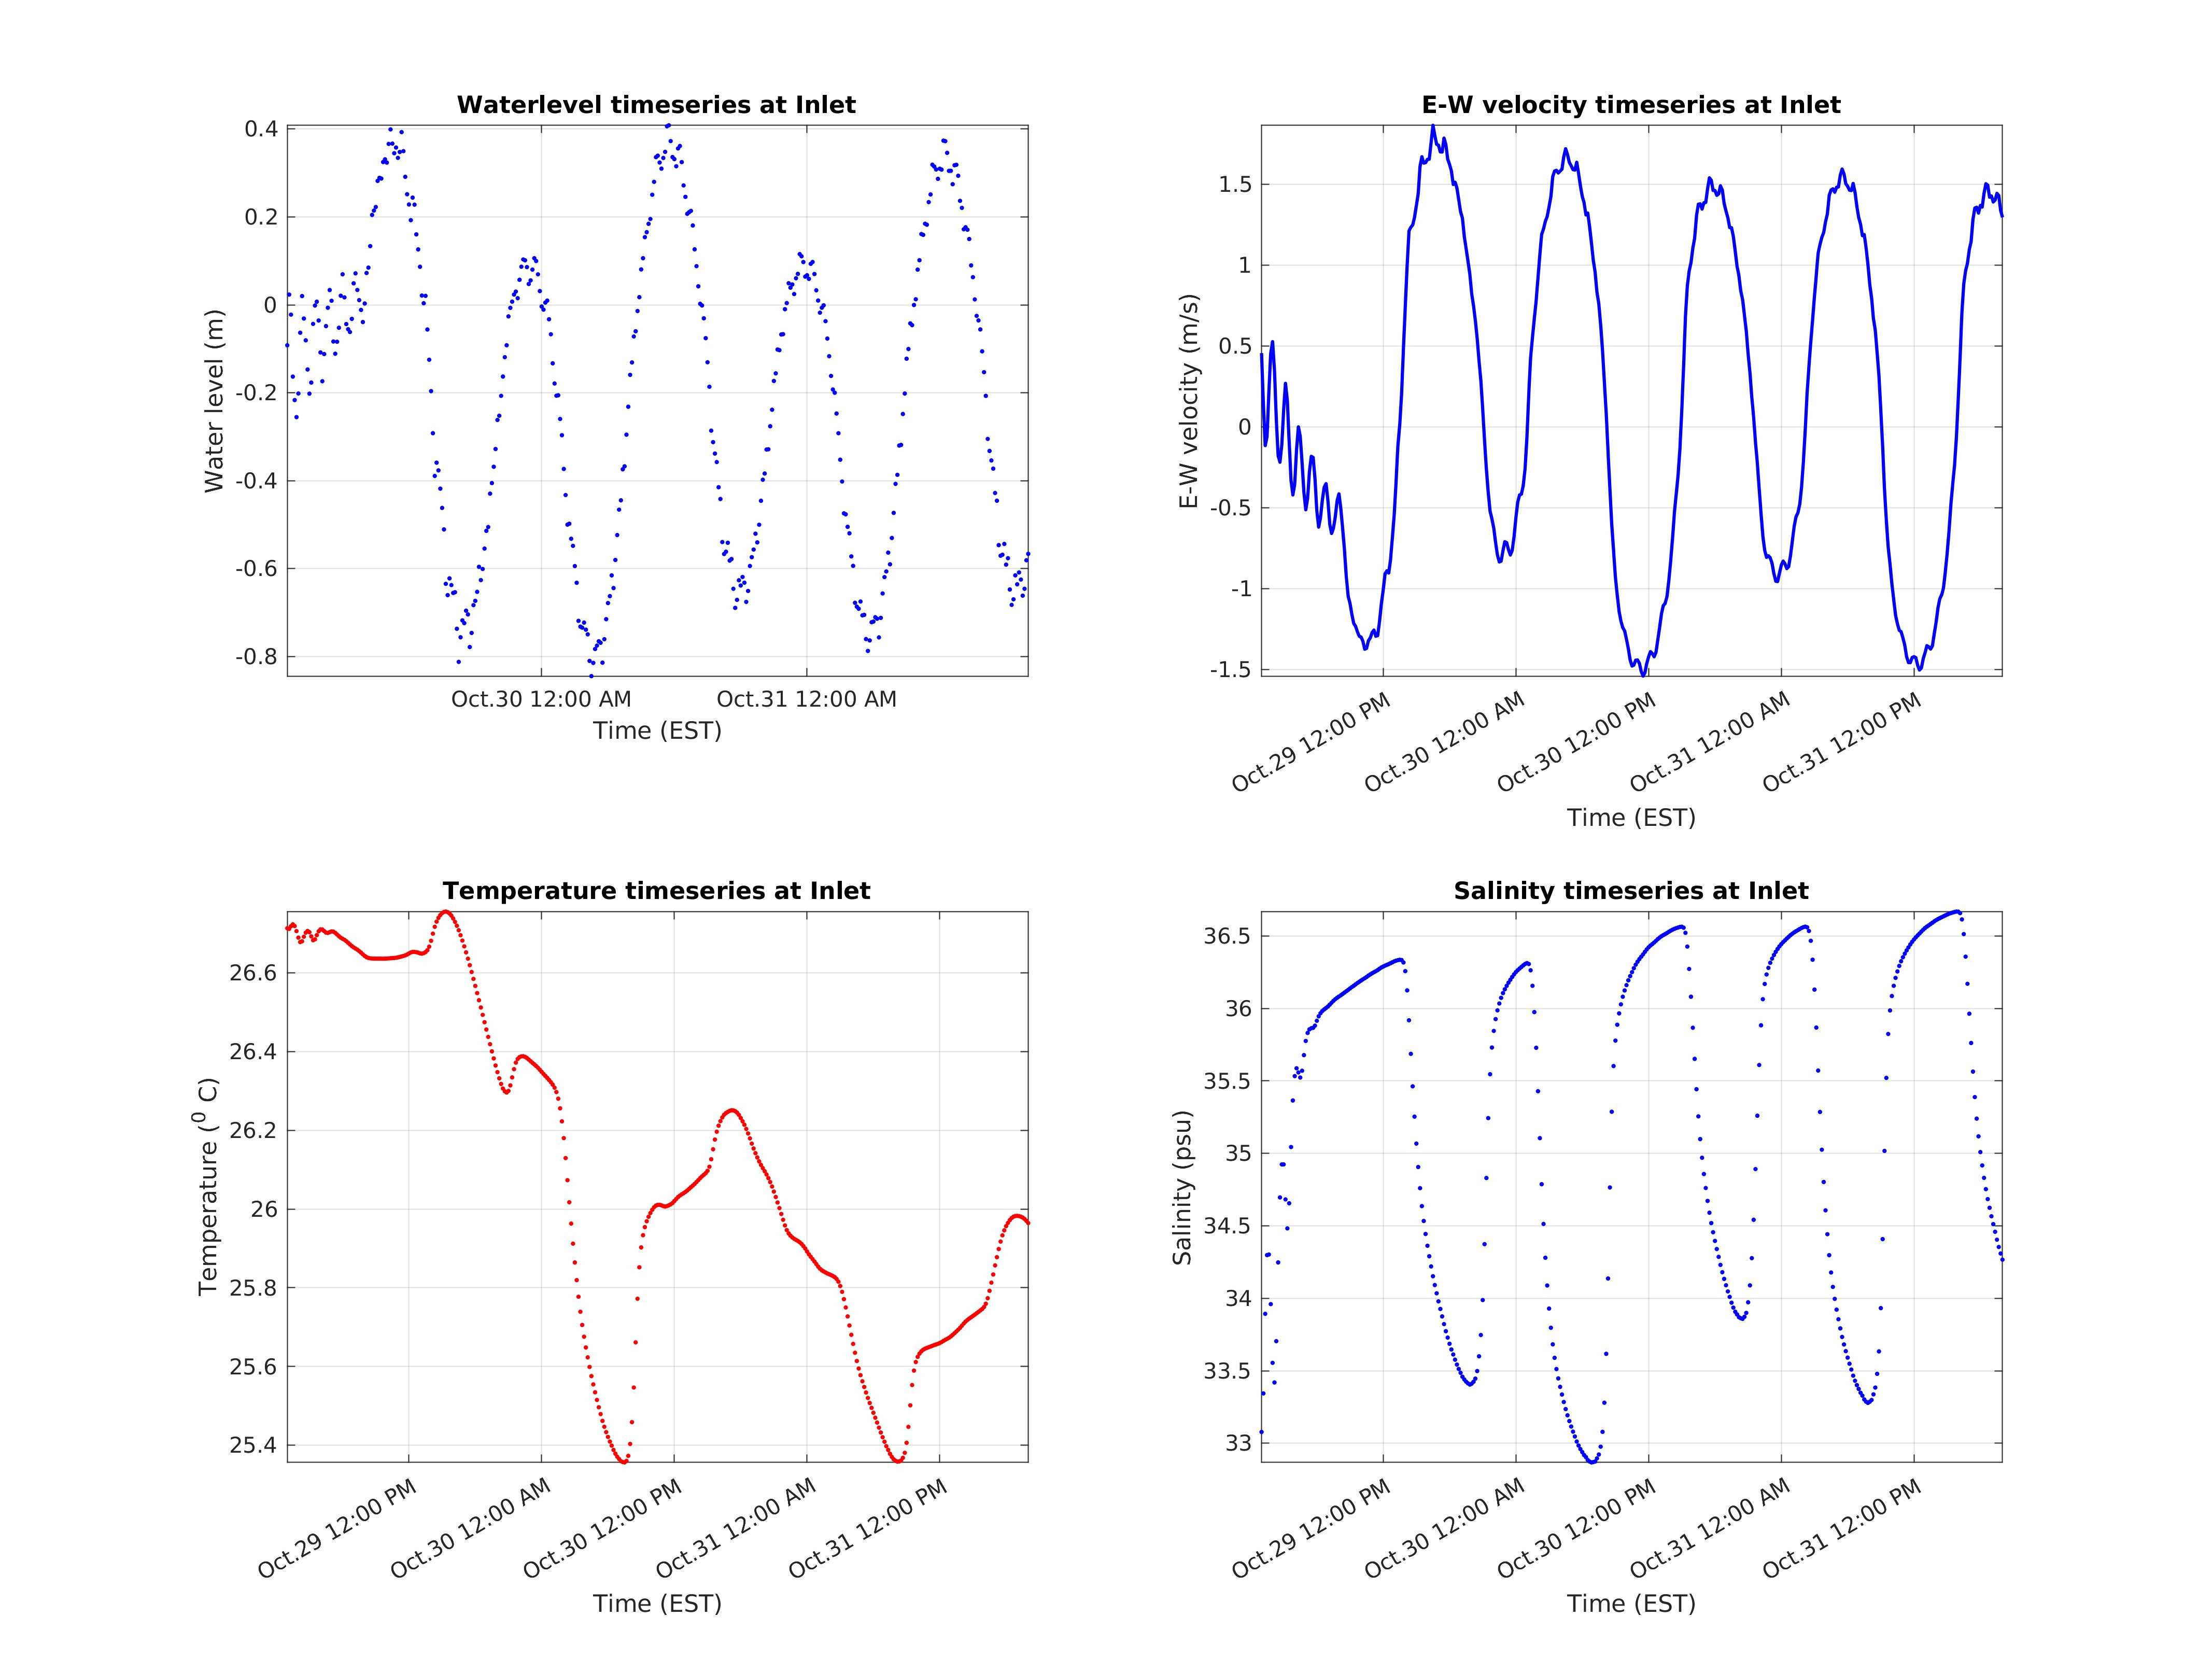 Waterlevel timeseries at Inlet
0.4
0.2
0
-0.2
-0.4
-0.6
-0.8
Water level (m)
Oct.30 12:00 AM
Oct.31 12:00 AM
Time (EST)
E-W velocity timeseries at Inlet
1.5
1
0.5
0
-0.5
-1
-1.5
E-W velocity (m/s)
Oct.29 12:00 PM
Oct.30 12:00 AM
Oct.30 12:00 PM
Oct.31 12:00 AM
Oct.31 12:00 PM
Time (EST)
Temperature timeseries at Inlet
26.6
26.4
26.2
26
25.8
25.6
25.4
Temperature (⁰ C)
Oct.29 12:00 PM
Oct.30 12:00 AM
Oct.30 12:00 PM
Oct.31 12:00 AM
Oct.31 12:00 PM
Time (EST)
Salinity timeseries at Inlet
36.5
36
35.5
35
34.5
34
33.5
33
Salinity (psu)
Oct.29 12:00 PM
Oct.30 12:00 AM
Oct.30 12:00 PM
Oct.31 12:00 AM
Oct.31 12:00 PM
Time (EST)